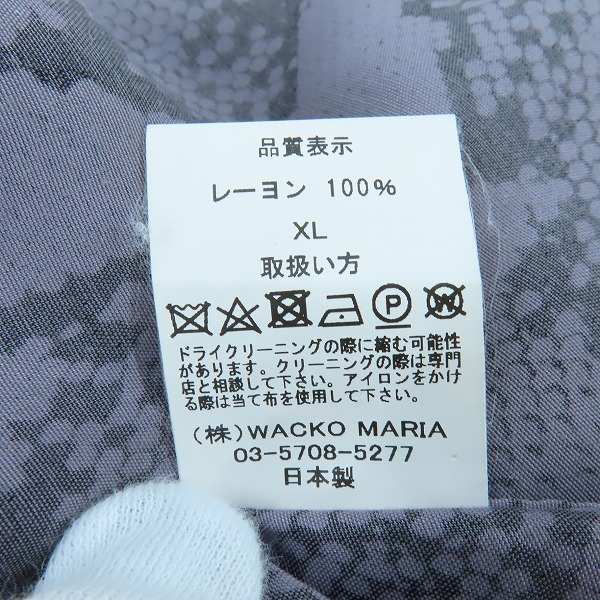 品質表示
レーヨン 100%
XL
取扱い方
P W
ドライクリーニングの際に縮む可能性
があります。クリーニングの際は専門
店と相談して下さい。アイロンをかけ
る際は当て布を使用して下さい。
(株)WACKO MARIA
03-5708-5277
日本製